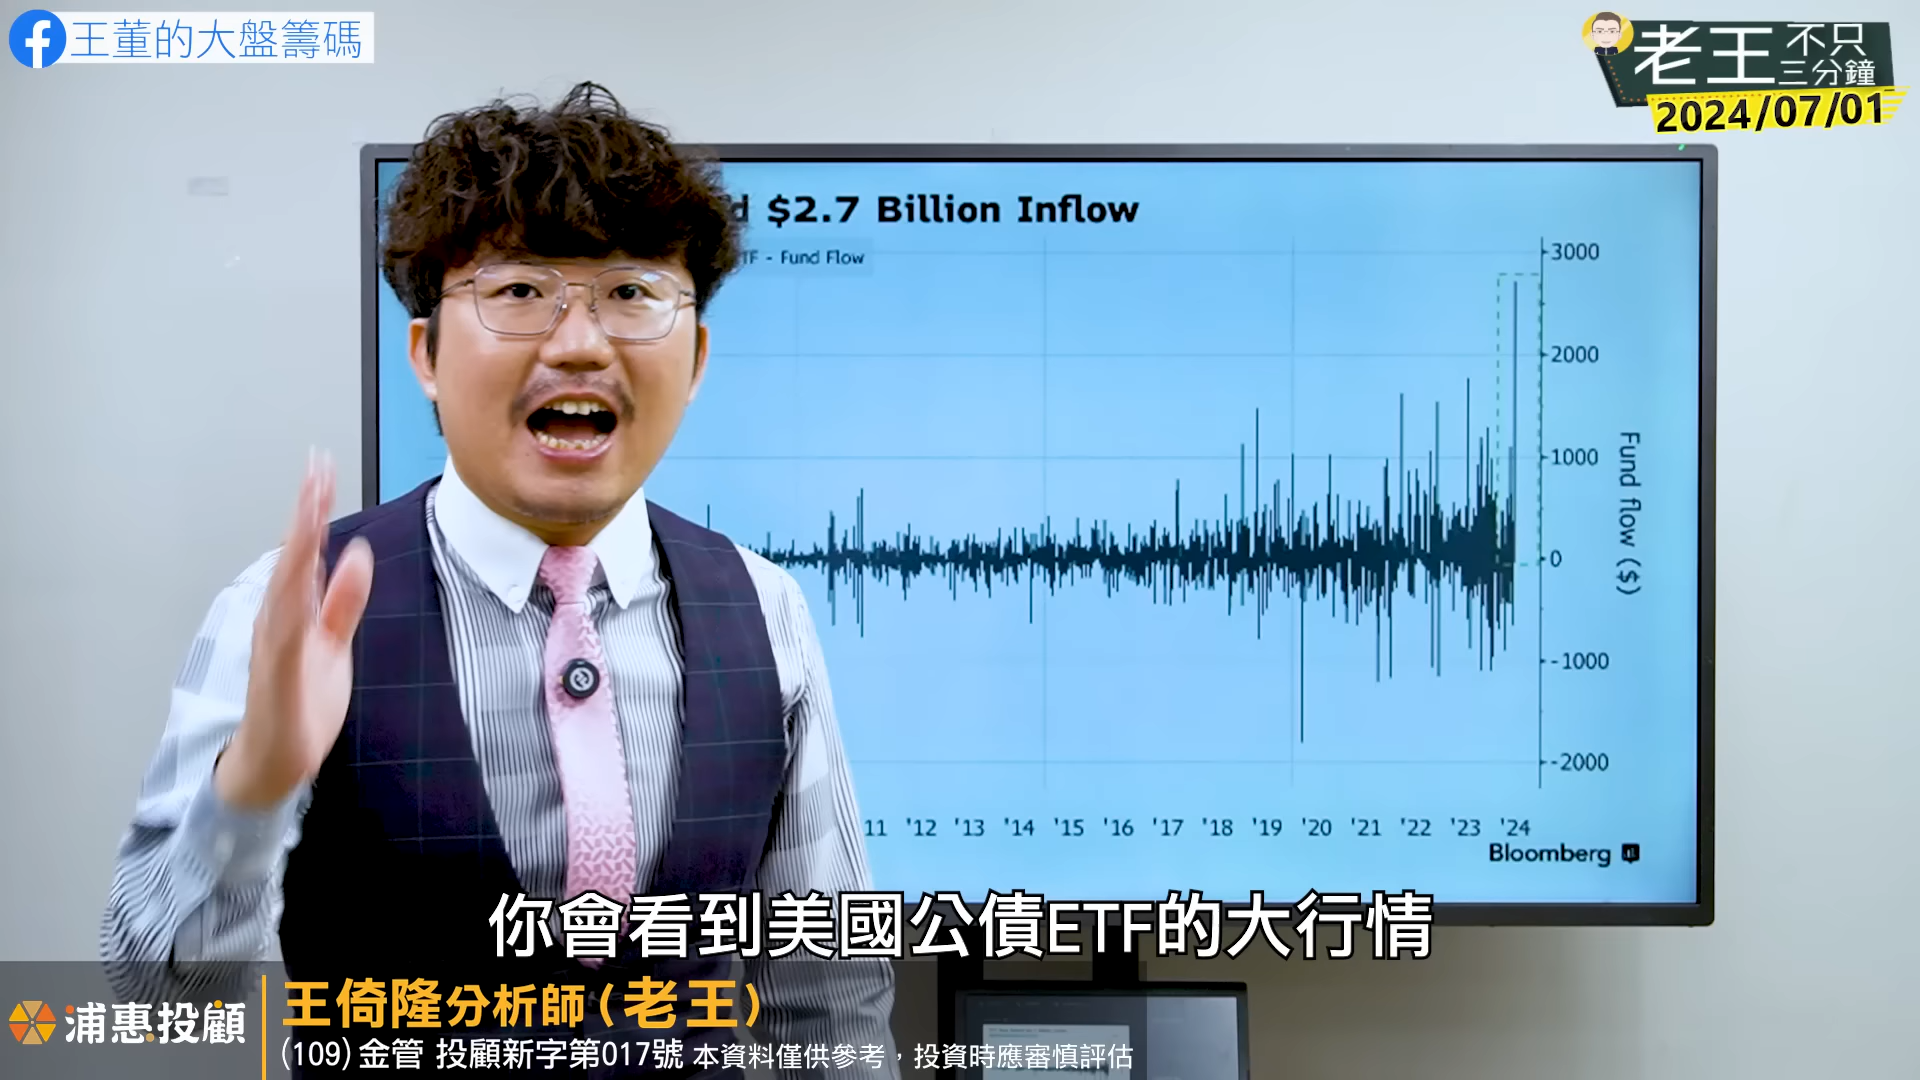 王董的大盤籌碼
老王不只三分鐘
2024/07/01
$2.7 Billion Inflow
TF - Fund Flow
3000
2000
1000
0
-1000
-2000
Fund flow ($)
11 '12 '13 '14 '15 '16 '17 '18 '19 '20 '21 '22 '23 '24
Bloomberg
你會看到美國公債ETF的大行情
浦惠投顧
王倚隆分析師(老王)
(109)金管 投顧新字第017號 本資料僅供參考，投資時應審慎評估